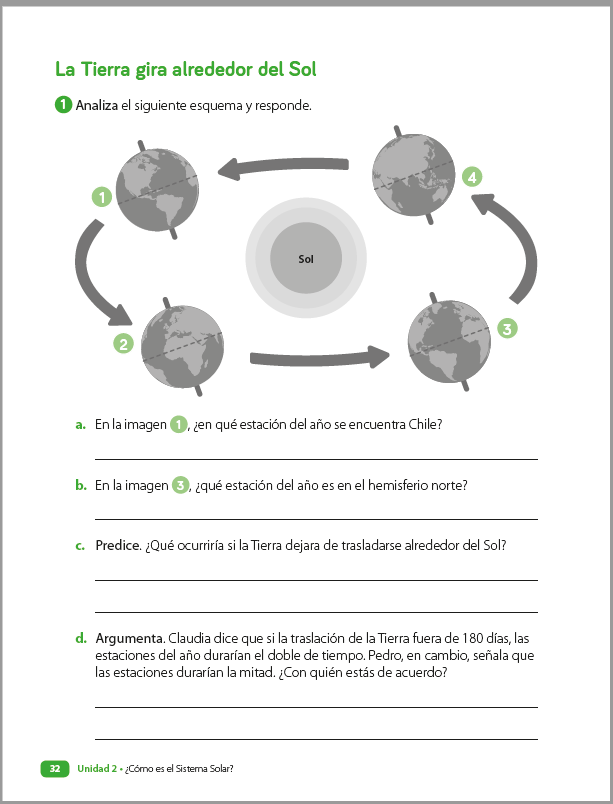 La Tierra gira alrededor del Sol
1 Analiza el siguiente esquema y responde.
1
4
Sol
2
3
a. En la imagen 1, ¿en qué estación del año se encuentra Chile?
b. En la imagen 3, ¿qué estación del año es en el hemisferio norte?
c. Predice. ¿Qué ocurriría si la Tierra dejara de trasladarse alrededor del Sol?
d. Argumenta. Claudia dice que si la traslación de la Tierra fuera de 180 días, las
estaciones del año durarían el doble de tiempo. Pedro, en cambio, señala que
las estaciones durarían la mitad. ¿Con quién estás de acuerdo?
32 Unidad 2 • ¿Cómo es el Sistema Solar?